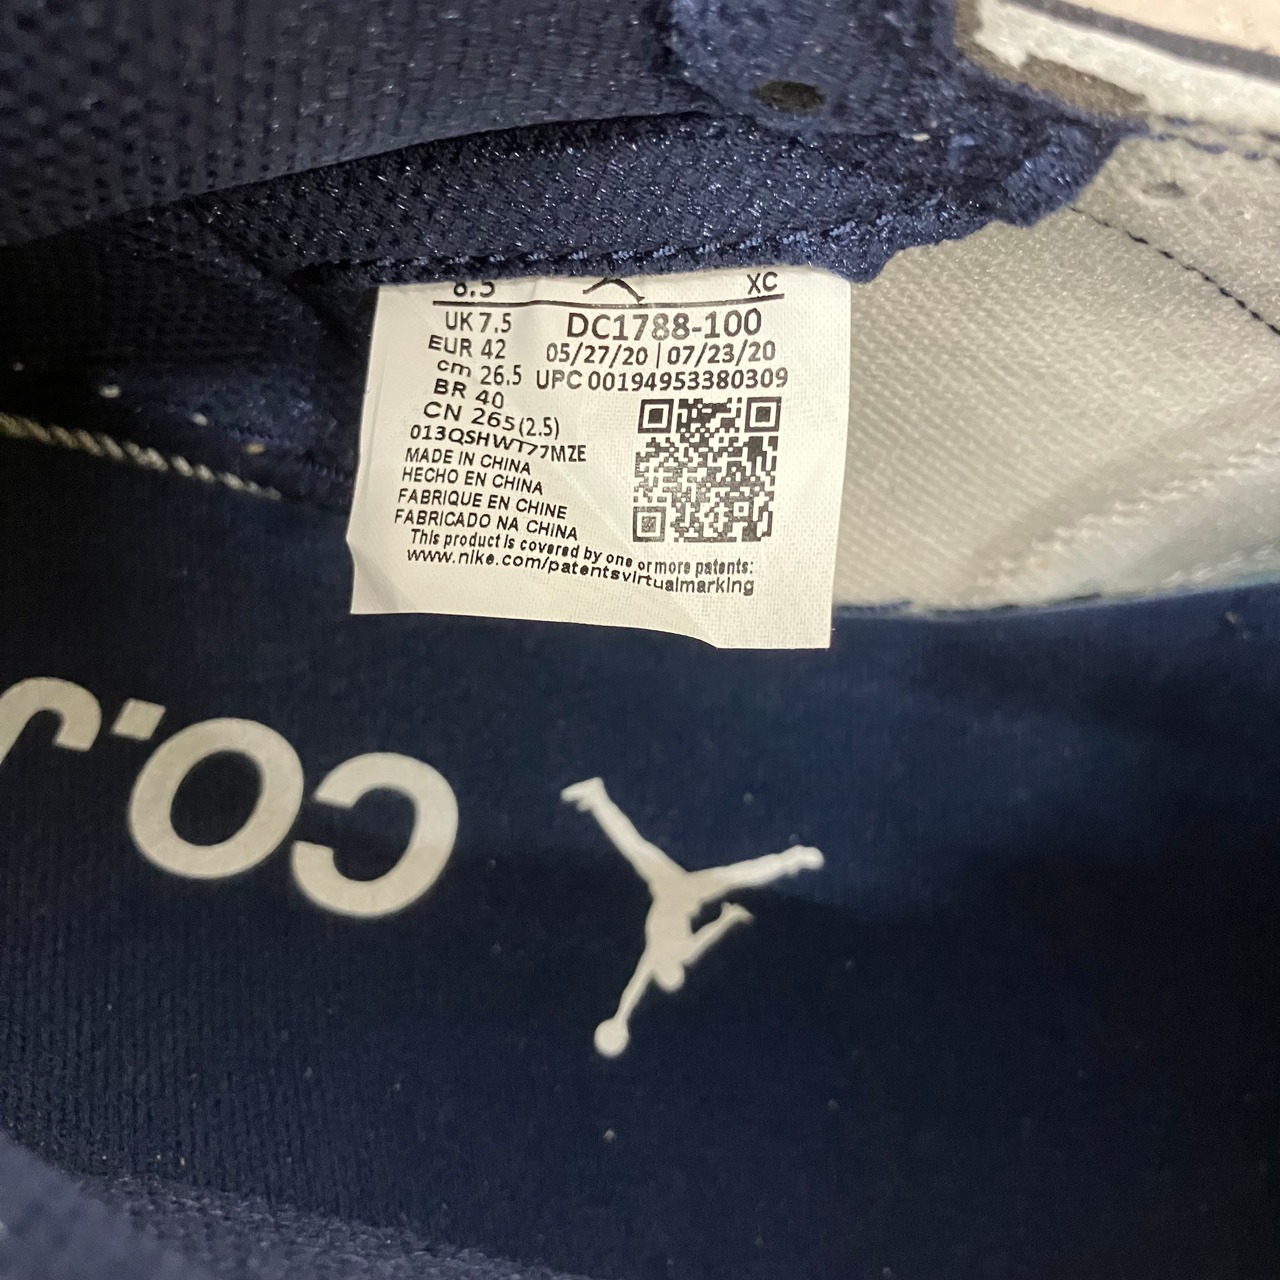 8.5 XC
UK 7.5 DC1788-100
EUR 42 05/27/20 | 07/23/20
cm 26.5 UPC 00194953380309
BR 40
CN 265(2.5)
013QSHWT77MZE
MADE IN CHINA
HECHO EN CHINA
FABRIQUE EN CHINE
FABRICADO NA CHINA
This product is covered by one or more patents:
www.nike.com/patentsvirtualmarking
CO.J